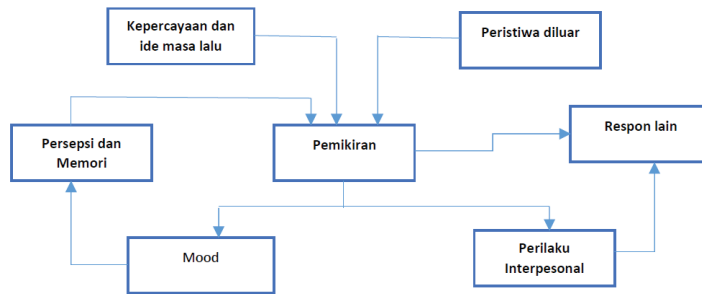 Kepercayaan dan
ide masa lalu
Peristiwa diluar
Persepsi dan
Memori
Pemikiran
Respon lain
Mood
Perilaku
Interpesonal